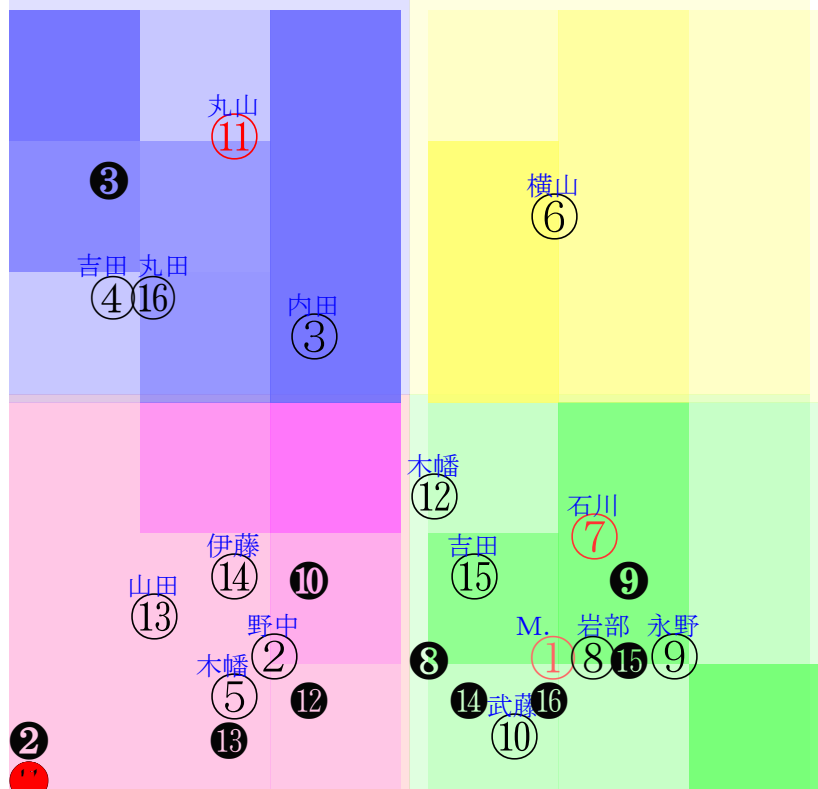 丸山
⑪
❸
横山
⑥
吉田 丸田
④ ⑯
内田
③
木幡
⑫
石川
⑦
伊藤
⑭
❿
吉田
⑮
❾
山田
⑬
野中
②
M. 岩部 永野
❽ ① ⑧ ⓯ ⑨
木幡
⑤
⓬
⓮ 武藤 ⓰
⑩
❷
⓭